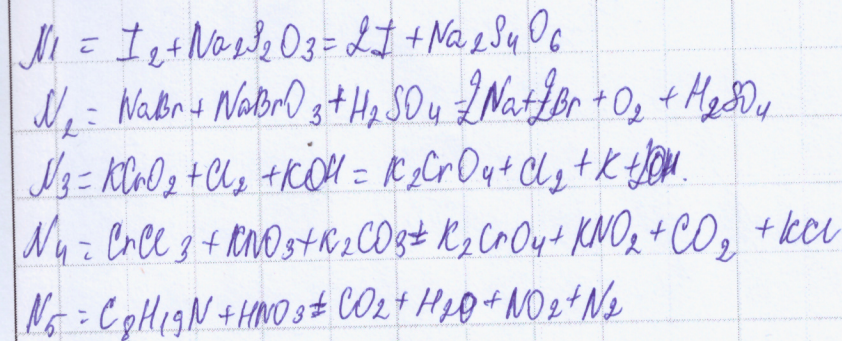 N1 = I2 + Na2S2O3 = 2I + Na2S4O6
N2 = NaBr + NaBrO3 + H2SO4 = 2Na + 2Br + O2 + H2SO4
N3 = KCrO2 + Cl2 + KOH = K2CrO4 + Cl2 + K + OH.
N4 = CrCl3 + KNO3 + K2CO3 = K2CrO4 + KNO2 + CO2 + KCl
N5 = C8H19N + HNO3 = CO2 + H2O + NO2 + N2